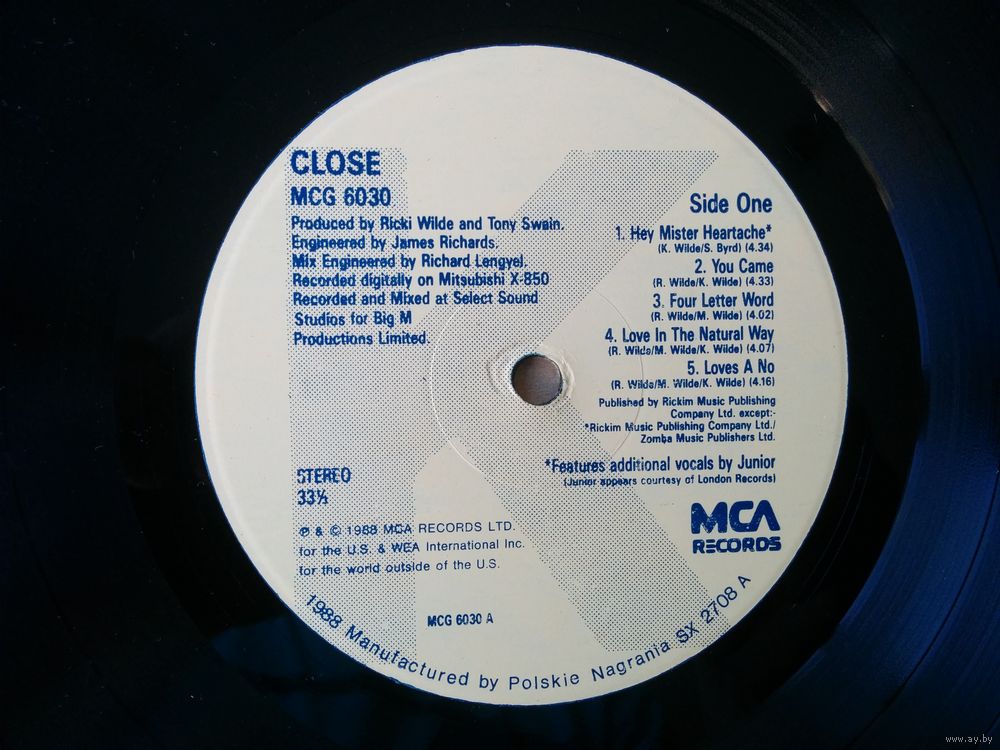 CLOSE
MCG 6030
Produced by Ricki Wilde and Tony Swain.
Engineered by James Richards.
Mix Engineered by Richard Lengyel.
Recorded digitally on Mitsubishi X-850
Recorded and Mixed at Select Sound
Studios for Big M
Productions Limited.
Side One
1. Hey Mister Heartache*
(K. Wilde/S. Byrd) (4.34)
2. You Came
(R. Wilde/K. Wilde) (4.33)
3. Four Letter Word
(R. Wilde/M. Wilde) (4.02)
4. Love In The Natural Way
(R. Wilde/M. Wilde/K. Wilde) (4.07)
5. Loves A No
(R. Wilde/M. Wilde/K. Wilde) (4.16)
Published by Rickim Music Publishing
Company Ltd. except:-
*Rickim Music Publishing Company Ltd./
Zomba Music Publishers Ltd.
*Features additional vocals by Junior
(Junior appears courtesy of London Records)
STEREO
33⅓
MCA
RECORDS
℗ & © 1988 MCA RECORDS LTD.
for the U.S. & WEA International Inc.
for the world outside of the U.S.
MCG 6030 A
1988 Manufactured by Polskie Nagrania SX 2708 A
www.ay.by